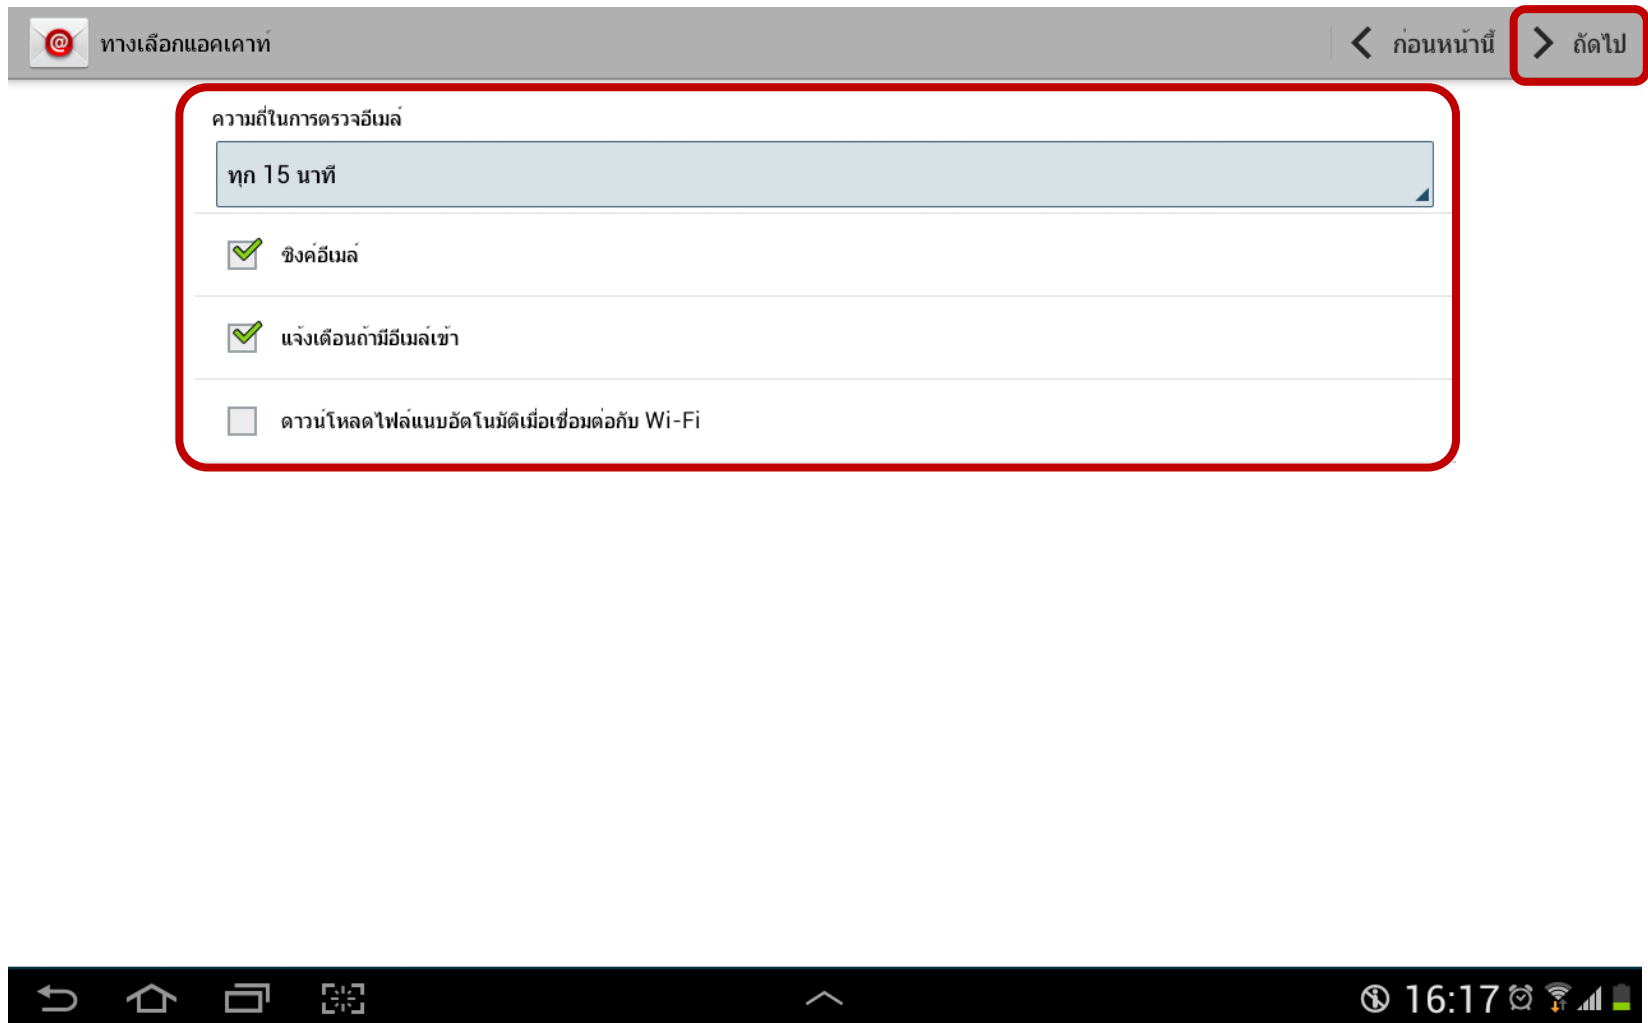 ทางเลือกแอคเคาท์
ก่อนหน้านี้
ถัดไป
ความถี่ในการตรวจอีเมล์
ทุก 15 นาที
ซิงค์อีเมล์
แจ้งเตือนถ้ามีอีเมล์เข้า
ดาวน์โหลดไฟล์แนบอัตโนมัติเมื่อเชื่อมต่อกับ Wi-Fi
16:17